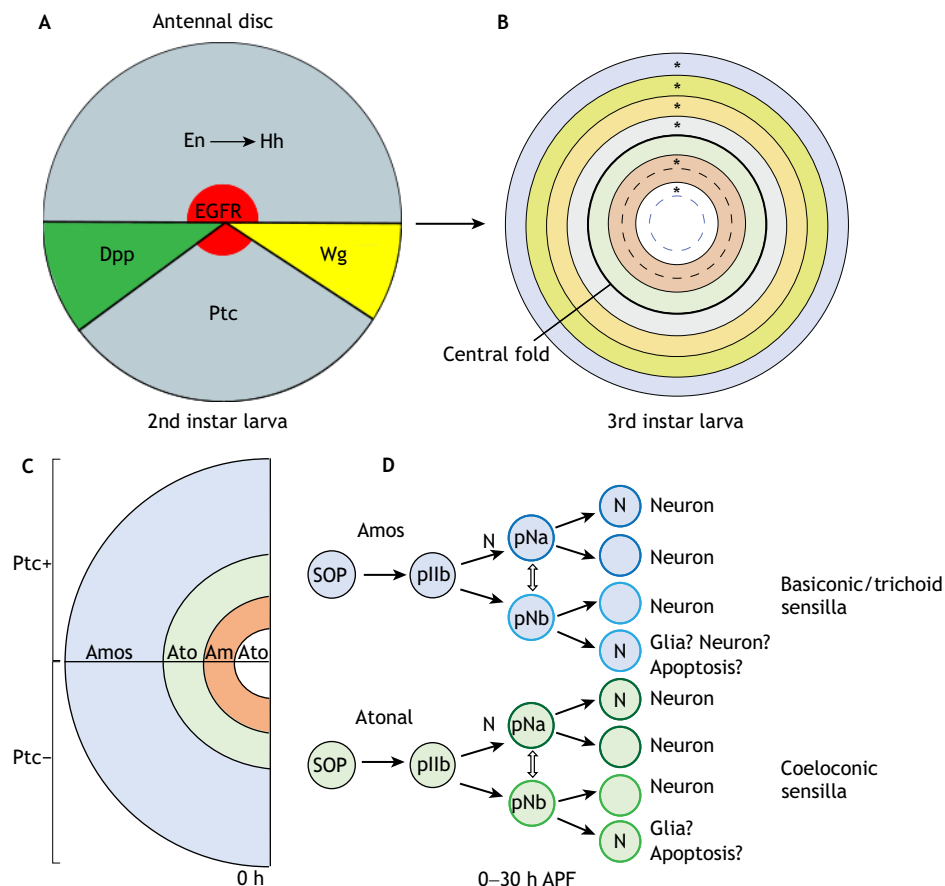 A
Antennal disc
En → Hh
EGFR
Dpp
Wg
Ptc
2nd instar larva
B
*
*
*
*
*
*
Central fold
3rd instar larva
C
Ptc+
Amos
Ato
Am
Ato
Ptc–
0 h
D
Amos
SOP
pIIb
N
pNa
pNb
N
Neuron
Neuron
Neuron
N
Glia? Neuron?
Apoptosis?
Basiconic/trichoid
sensilla
Atonal
SOP
pIIb
N
pNa
pNb
N
Neuron
Neuron
Neuron
N
Glia?
Apoptosis?
Coeloconic
sensilla
0–30 h APF